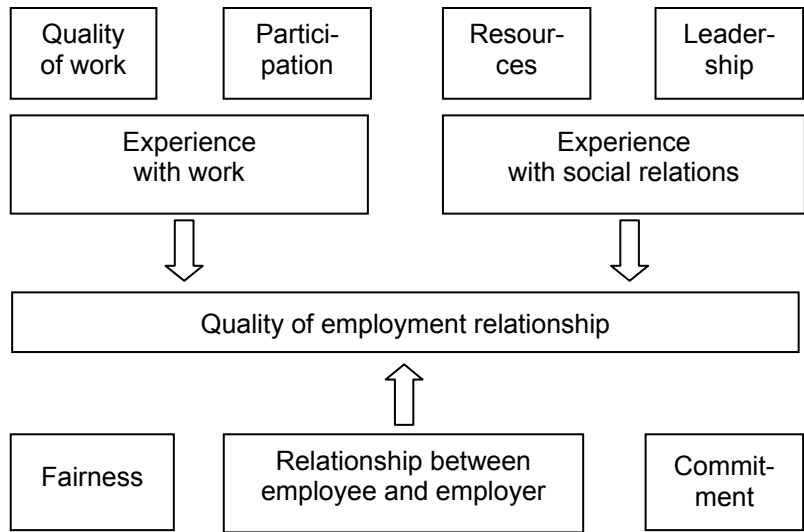 Quality
of work
Partici-
pation
Resour-
ces
Leader-
ship
Experience
with work
Experience
with social relations
Quality of employment relationship
Fairness
Relationship between
employee and employer
Commit-
ment